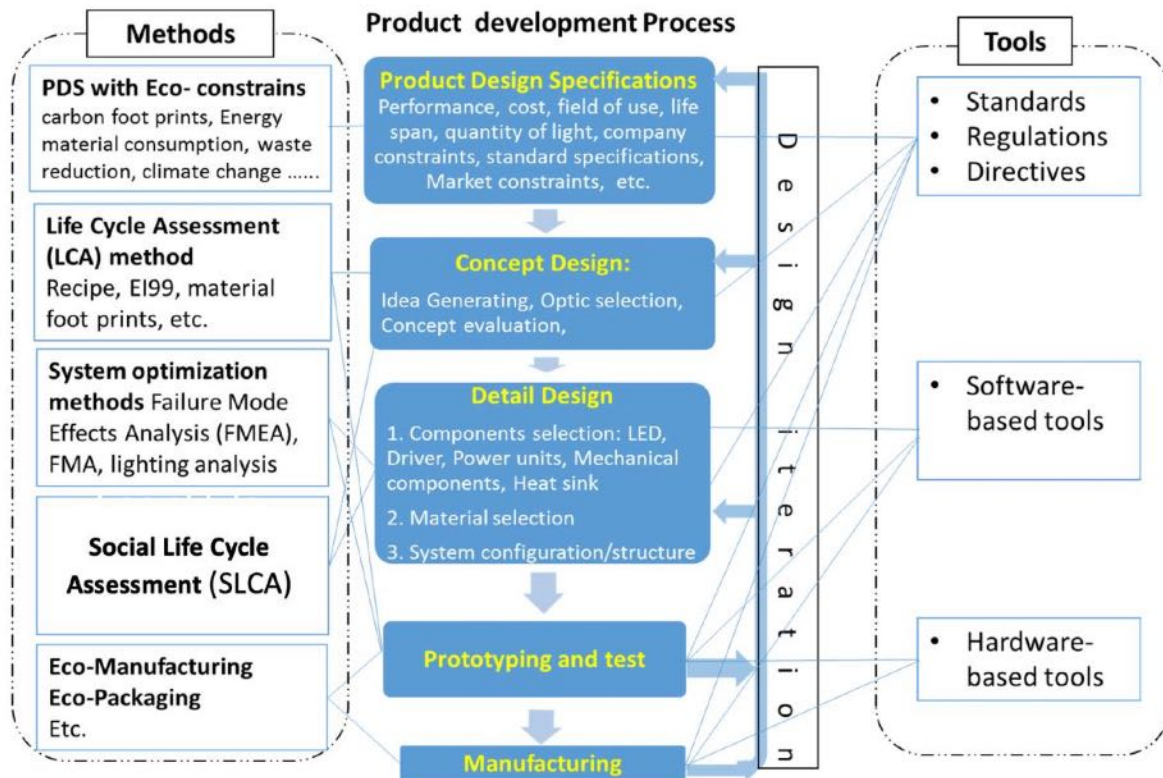 Product development Process
Methods
PDS with Eco- constrains
carbon foot prints, Energy
material consumption, waste
reduction, climate change ......
Life Cycle Assessment
(LCA) method
Recipe, EI99, material
foot prints, etc.
System optimization
methods Failure Mode
Effects Analysis (FMEA),
FMA, lighting analysis
Social Life Cycle
Assessment (SLCA)
Eco-Manufacturing
Eco-Packaging
Etc.
Product Design Specifications
Performance, cost, field of use, life
span, quantity of light, company
constraints, standard specifications,
Market constraints, etc.
Concept Design:
Idea Generating, Optic selection,
Concept evaluation,
Detail Design
1. Components selection: LED,
Driver, Power units, Mechanical
components, Heat sink
2. Material selection
3. System configuration/structure
Prototyping and test
Manufacturing
Design iteration
Tools
• Standards
• Regulations
• Directives
• Software-
based tools
• Hardware-
based tools